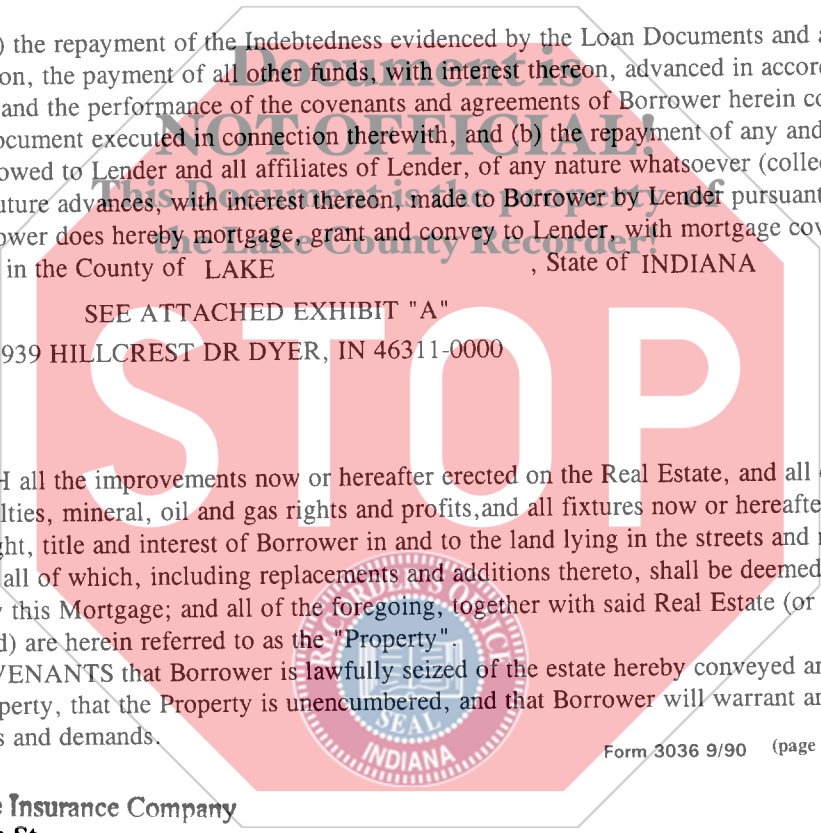 ) the repayment of the Indebtedness evidenced by the Loan Documents and a
on, the payment of all other funds, with interest thereon, advanced in accor
and the performance of the covenants and agreements of Borrower herein co
ocument executed in connection therewith, and (b) the repayment of any and
owed to Lender and all affiliates of Lender, of any nature whatsoever (collec
uture advances, with interest thereon, made to Borrower by Lender pursuant
ower does hereby mortgage, grant and convey to Lender, with mortgage cov
in the County of LAKE , State of INDIANA
SEE ATTACHED EXHIBIT "A"
939 HILLCREST DR DYER, IN 46311-0000
H all the improvements now or hereafter erected on the Real Estate, and all
lties, mineral, oil and gas rights and profits,and all fixtures now or hereafte
ght, title and interest of Borrower in and to the land lying in the streets and
all of which, including replacements and additions thereto, shall be deemed
this Mortgage; and all of the foregoing, together with said Real Estate (or
d) are herein referred to as the "Property".
VENANTS that Borrower is lawfully seized of the estate hereby conveyed an
perty, that the Property is unencumbered, and that Borrower will warrant an
s and demands.
Form 3036 9/90 (page
e Insurance Company
Document is
NOT OFFICIAL!
This Document is the property of
the Lake County Recorder!
STOP
RECORDER'S OFFICE
SEAL
INDIANA